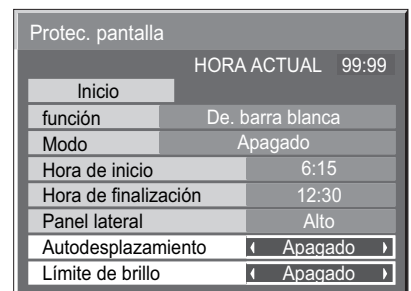 Protec. pantalla
HORA ACTUAL 99:99
Inicio
función De. barra blanca
Modo Apagado
Hora de inicio 6:15
Hora de finalización 12:30
Panel lateral Alto
Autodesplazamiento Apagado
Límite de brillo Apagado